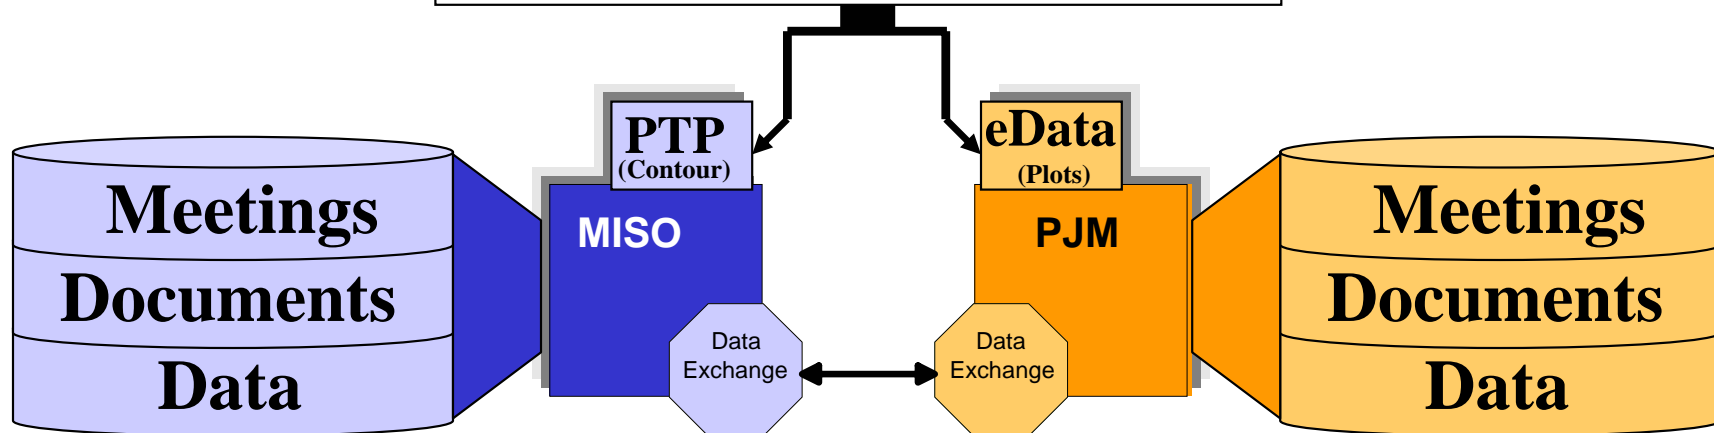 PTP
(Contour)
eData
(Plots)
Meetings
Documents
Data
MISO
Data
Exchange
PJM
Data
Exchange
Meetings
Documents
Data